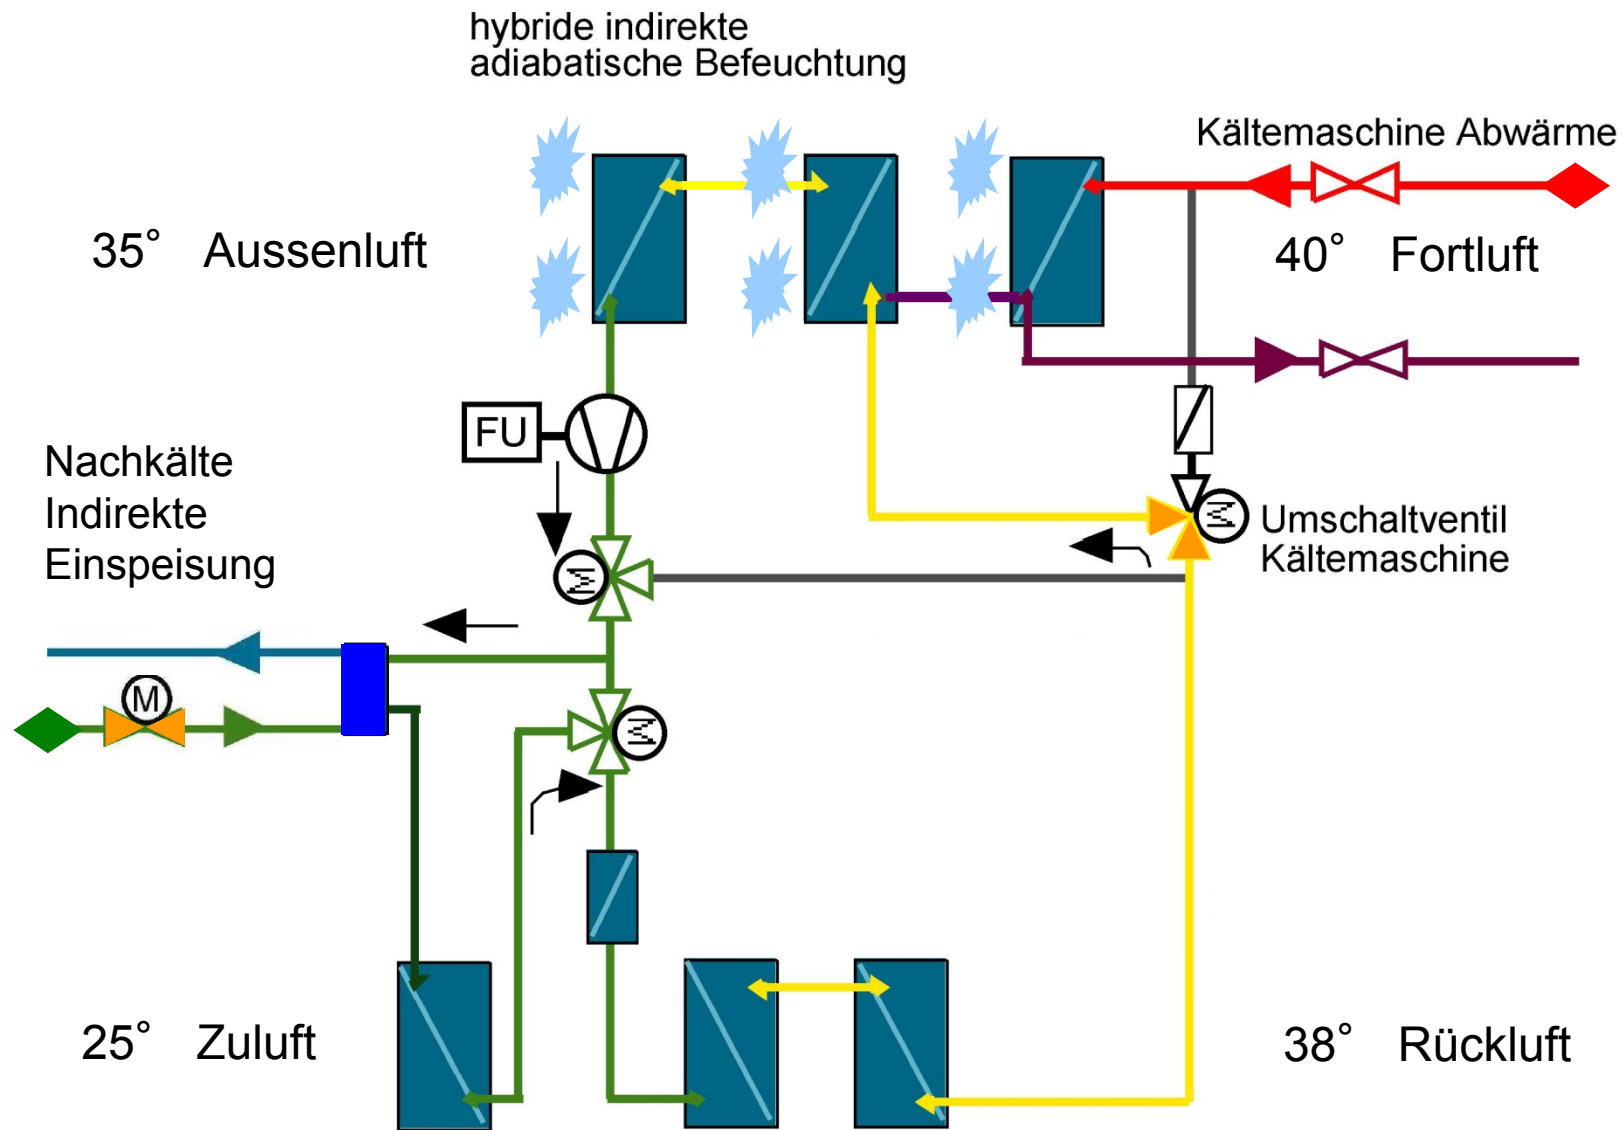 hybride indirekte
adiabatische Befeuchtung
Kältemaschine Abwärme
35° Aussenluft
40° Fortluft
FU
Nachkälte
Indirekte
Einspeisung
Umschaltventil
Kältemaschine
M
M
M
M
25° Zuluft
38° Rückluft